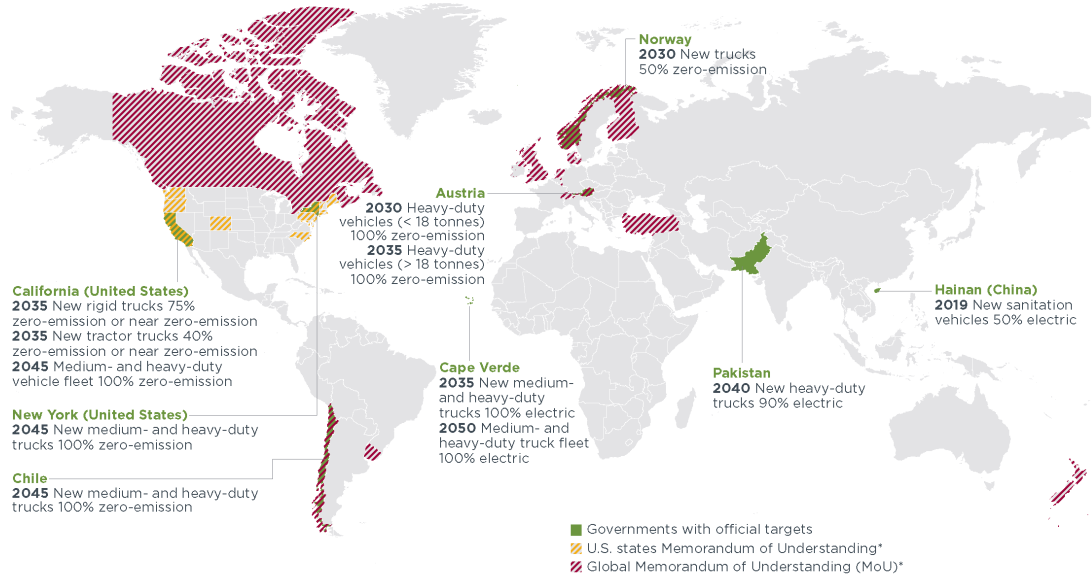 Norway
2030 New trucks
50% zero-emission
Austria
2030 Heavy-duty
vehicles (< 18 tonnes)
100% zero-emission
2035 Heavy-duty
vehicles (> 18 tonnes)
100% zero-emission
California (United States)
2035 New rigid trucks 75%
zero-emission or near zero-emission
2035 New tractor trucks 40%
zero-emission or near zero-emission
2045 Medium- and heavy-duty
vehicle fleet 100% zero-emission
New York (United States)
2045 New medium- and heavy-duty
trucks 100% zero-emission
Chile
2045 New medium- and heavy-duty
trucks 100% zero-emission
Cape Verde
2035 New medium-
and heavy-duty
trucks 100% electric
2050 Medium- and
heavy-duty truck fleet
100% electric
Pakistan
2040 New heavy-duty
trucks 90% electric
Hainan (China)
2019 New sanitation
vehicles 50% electric
Governments with official targets
U.S. states Memorandum of Understanding*
Global Memorandum of Understanding (MoU)*